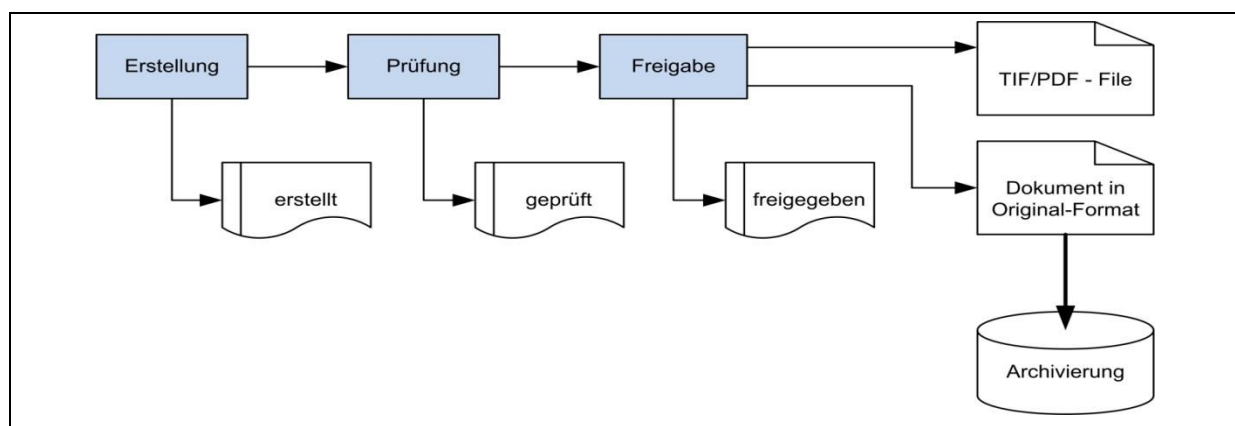 Erstellung
Prüfung
Freigabe
TIF/PDF - File
erstellt
geprüft
freigegeben
Dokument in
Original-Format
Archivierung